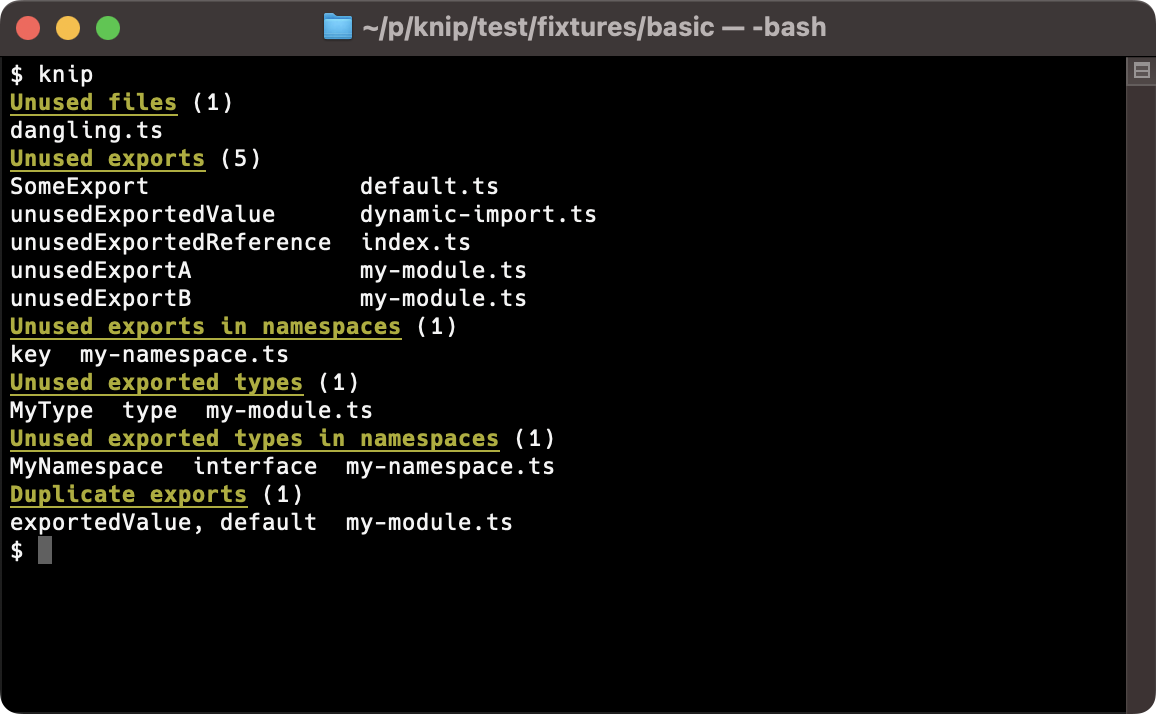 ~/p/knip/test/fixtures/basic — -bash
$ knip
Unused files (1)
dangling.ts
Unused exports (5)
SomeExport               default.ts
unusedExportedValue      dynamic-import.ts
unusedExportedReference  index.ts
unusedExportA            my-module.ts
unusedExportB            my-module.ts
Unused exports in namespaces (1)
key  my-namespace.ts
Unused exported types (1)
MyType  type  my-module.ts
Unused exported types in namespaces (1)
MyNamespace  interface  my-namespace.ts
Duplicate exports (1)
exportedValue, default  my-module.ts
$